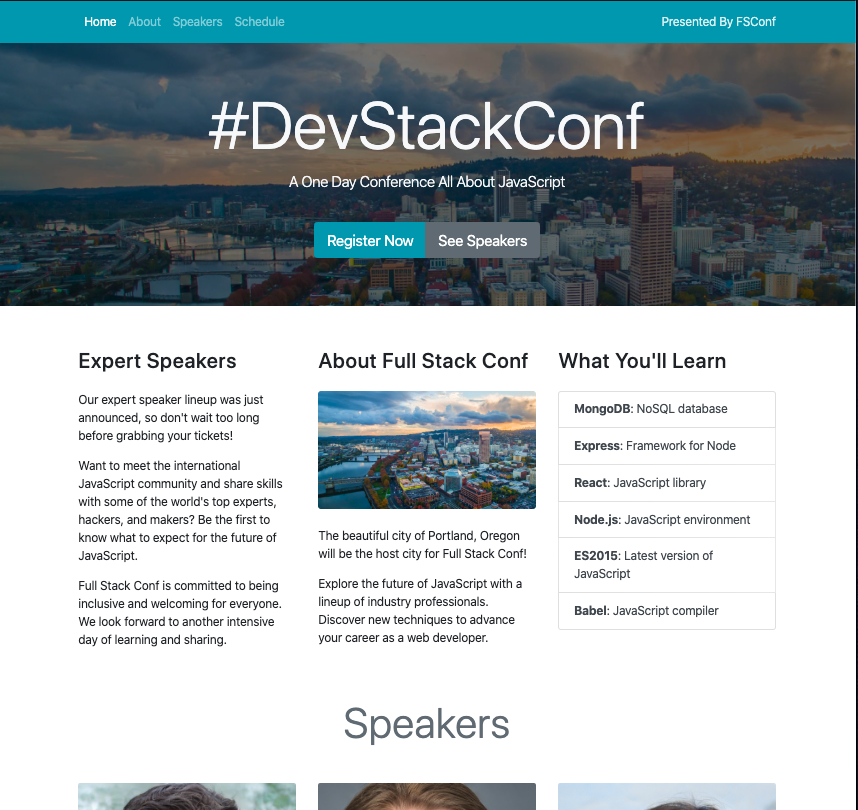 Home About Speakers Schedule Presented By FSConf
#DevStackConf
A One Day Conference All About JavaScript
Register Now See Speakers
Expert Speakers
Our expert speaker lineup was just
announced, so don't wait too long
before grabbing your tickets!
Want to meet the international
JavaScript community and share skills
with some of the world's top experts,
hackers, and makers? Be the first to
know what to expect for the future of
JavaScript.
Full Stack Conf is committed to being
inclusive and welcoming for everyone.
We look forward to another intensive
day of learning and sharing.
About Full Stack Conf
The beautiful city of Portland, Oregon
will be the host city for Full Stack Conf!
Explore the future of JavaScript with a
lineup of industry professionals.
Discover new techniques to advance
your career as a web developer.
What You'll Learn
MongoDB: NoSQL database
Express: Framework for Node
React: JavaScript library
Node.js: JavaScript environment
ES2015: Latest version of
JavaScript
Babel: JavaScript compiler
Speakers